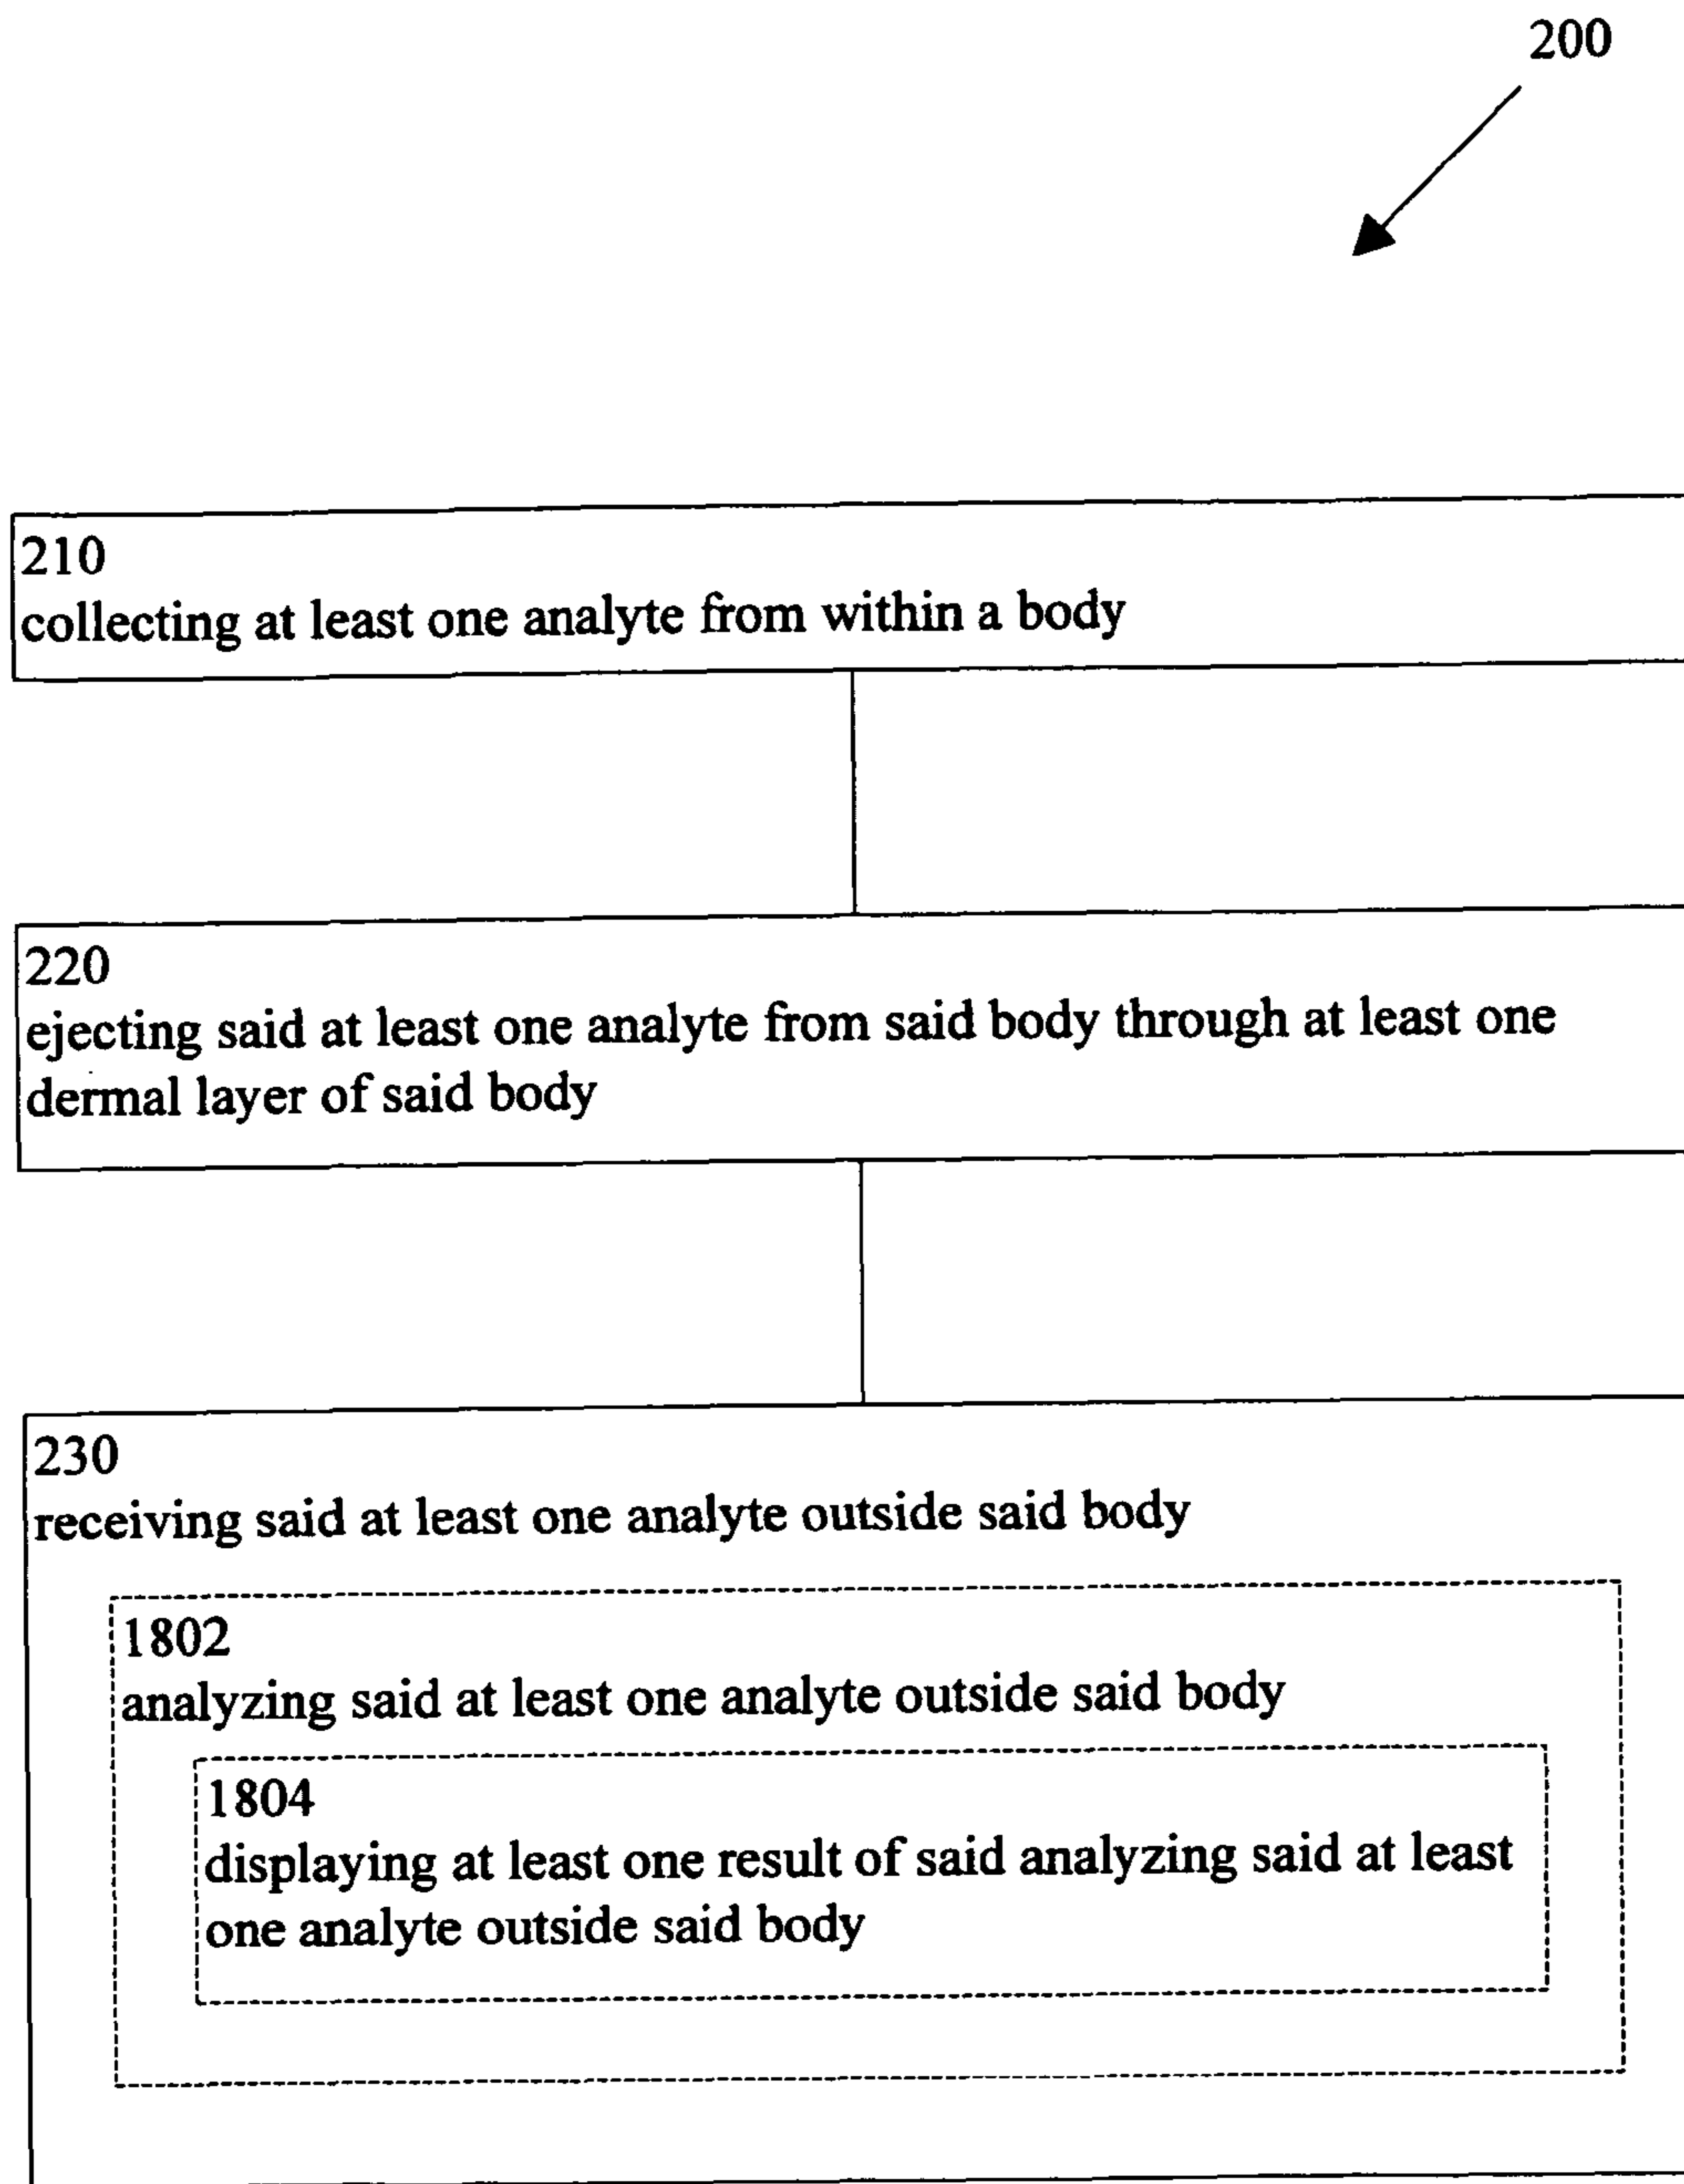 200
210
collecting at least one analyte from within a body
220
ejecting said at least one analyte from said body through at least one
dermal layer of said body
230
receiving said at least one analyte outside said body
1802
analyzing said at least one analyte outside said body
1804
displaying at least one result of said analyzing said at least
one analyte outside said body